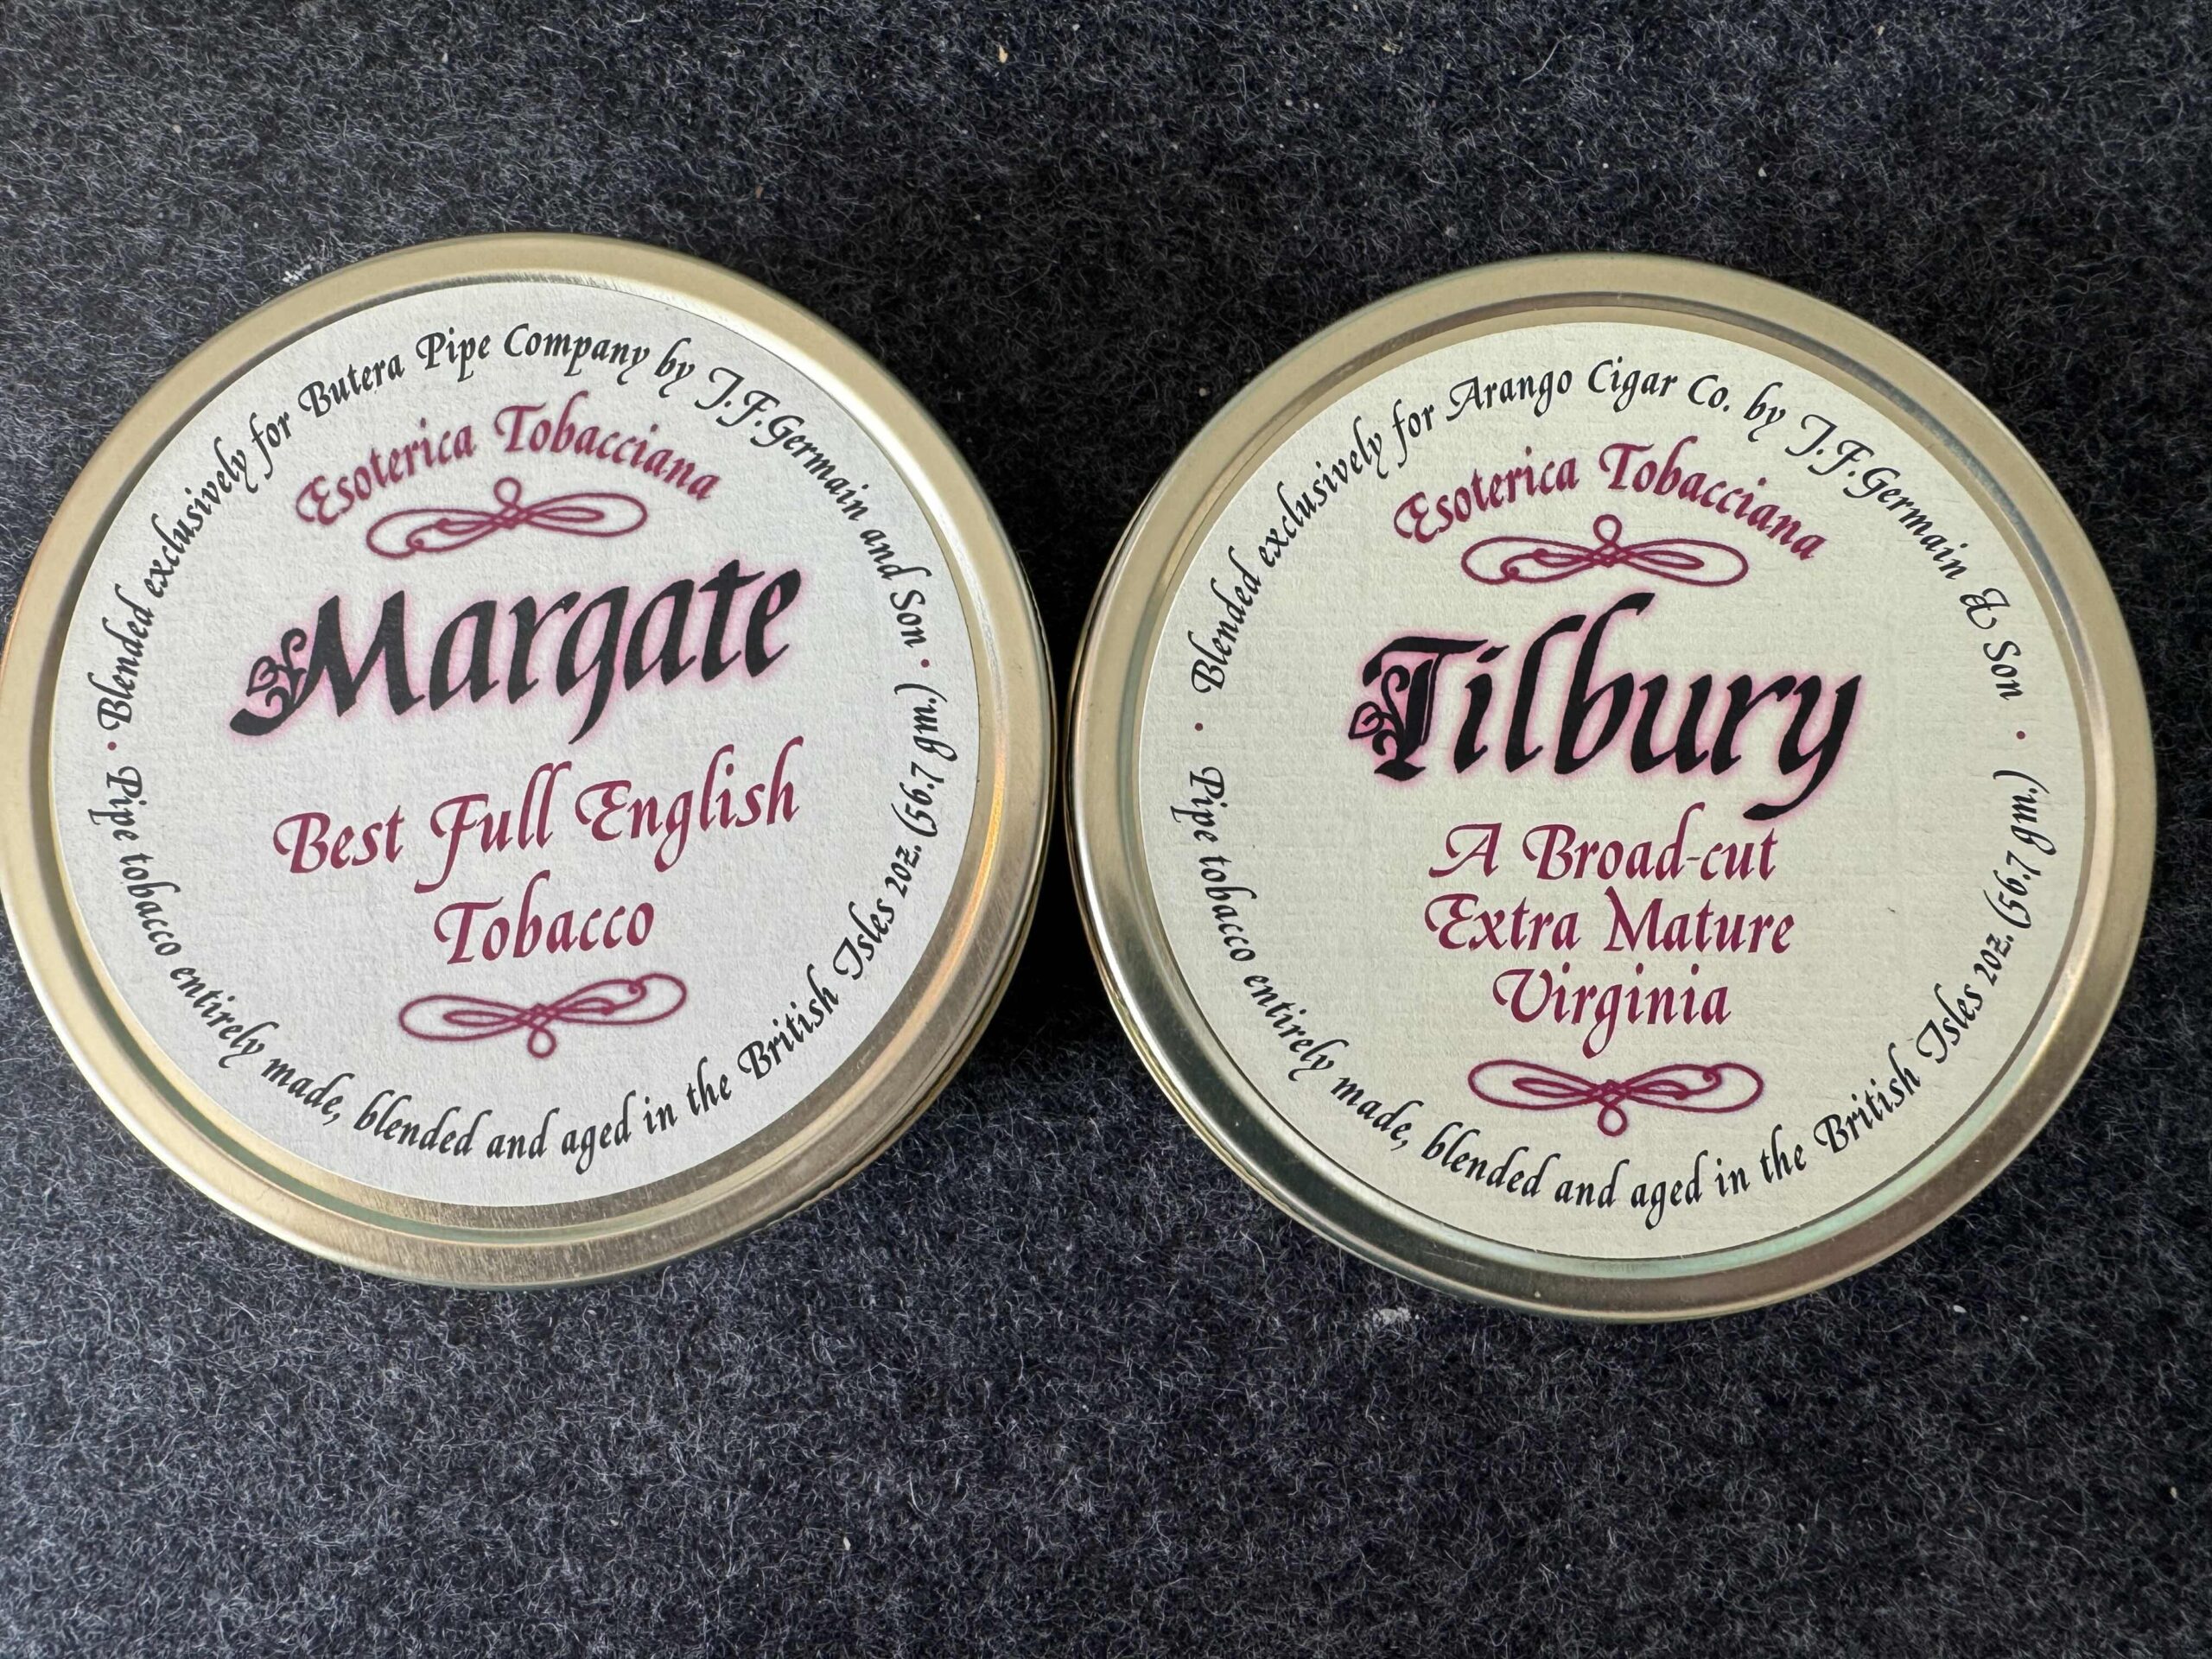 Blended exclusively for Butera Pipe Company by J.F.Germain and Son
Esoterica Tobacciana
Margate
Best Full English
Tobacco
Pipe tobacco entirely made, blended and aged in the British Isles 2oz. (56.7 gm.)
Blended exclusively for Arango Cigar Co. by J.F.Germain & Son
Esoterica Tobacciana
Tilbury
A Broad-cut
Extra Mature
Virginia
Pipe tobacco entirely made, blended and aged in the British Isles 2oz. (56.7 gm.)